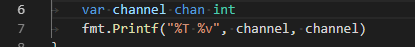 6 var channel chan int
7 fmt.Printf("%T %v", channel, channel)